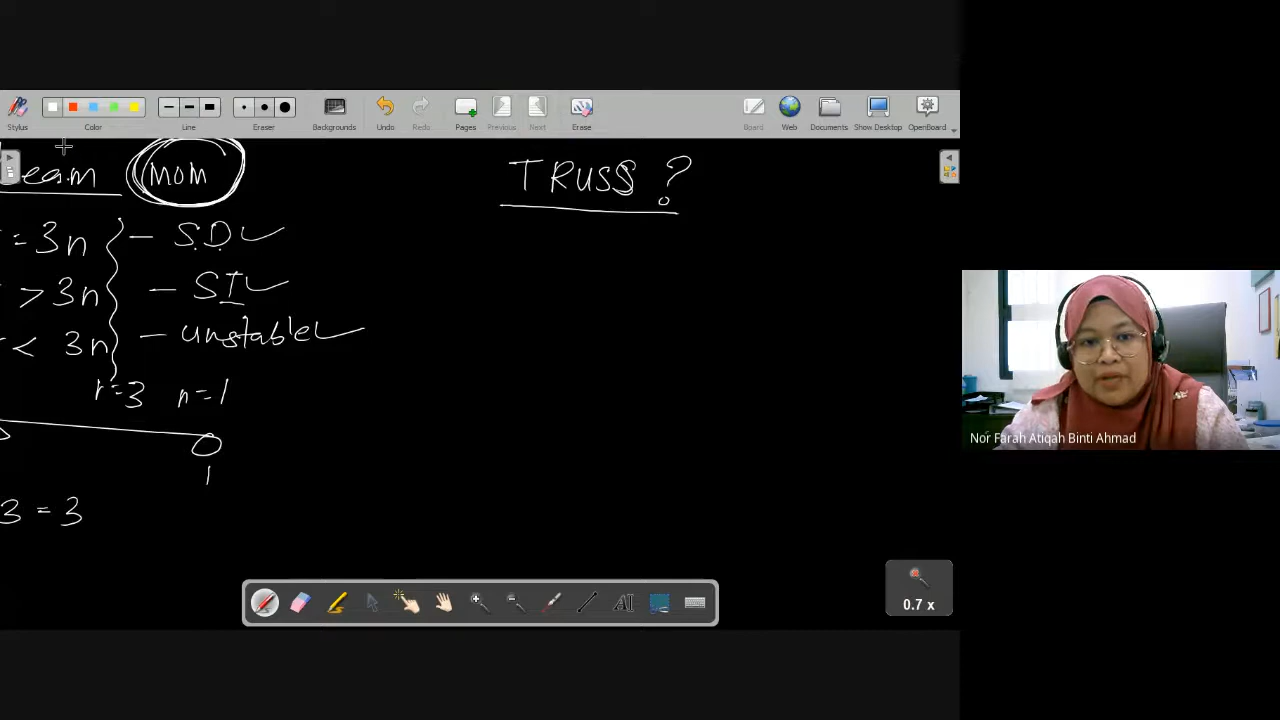 Stylus
Color
Line
Eraser
Backgrounds
Undo
Redo
Pages
Previous
Next
Erase
Board
Web
Documents
Show Desktop
OpenBoard
eam MOM
TRUSS ?
= 3n - S.D
> 3n - SI
< 3n - unstable
r=3 n=1
1
3 = 3
Nor Farah Atiqah Binti Ahmad
AI
0.7 x